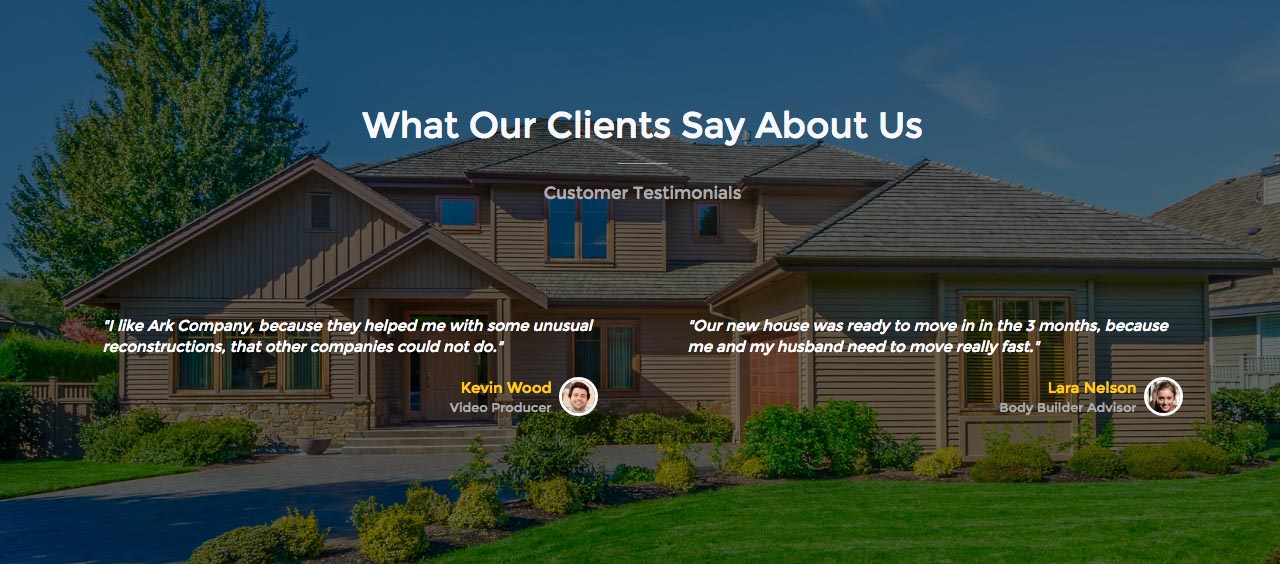 What Our Clients Say About Us
Customer Testimonials
"I like Ark Company, because they helped me with some unusual
reconstructions, that other companies could not do."
Kevin Wood
Video Producer
"Our new house was ready to move in in the 3 months, because
me and my husband need to move really fast."
Lara Nelson
Body Builder Advisor